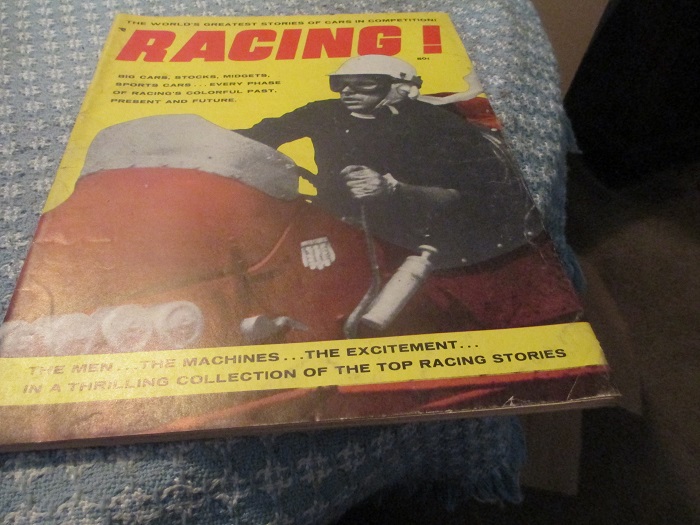 THE WORLD'S GREATEST STORIES OF CARS IN COMPETITION!
RACING!
BIG CARS, STOCKS, MIDGETS,
SPORTS CARS...EVERY PHASE
OF RACING'S COLORFUL PAST,
PRESENT AND FUTURE.
THE MEN...THE MACHINES...THE EXCITEMENT...
IN A THRILLING COLLECTION OF THE TOP RACING STORIES